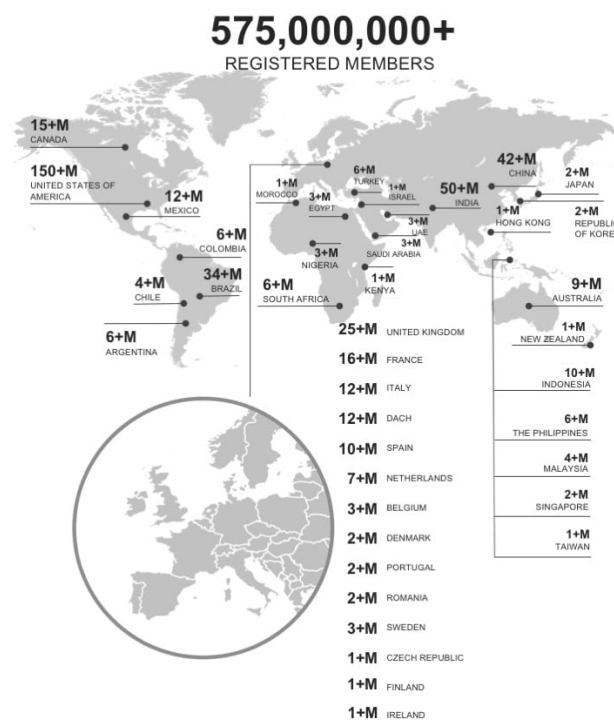 575,000,000+
REGISTERED MEMBERS
15+M
CANADA
150+M
UNITED STATES OF
AMERICA
12+M
MEXICO
6+M
COLOMBIA
34+M
BRAZIL
4+M
CHILE
6+M
ARGENTINA
1+M
MOROCCO
6+M
TURKEY
1+M
ISRAEL
3+M
EGYPT
3+M
UAE
3+M
SAUDI ARABIA
3+M
NIGERIA
1+M
KENYA
6+M
SOUTH AFRICA
50+M
INDIA
42+M
CHINA
2+M
JAPAN
1+M
HONG KONG
2+M
REPUBLIC
OF KORE
9+M
AUSTRALIA
1+M
NEW ZEALAND
10+M
INDONESIA
6+M
THE PHILIPPINES
4+M
MALAYSIA
2+M
SINGAPORE
1+M
TAIWAN
25+M UNITED KINGDOM
16+M FRANCE
12+M ITALY
12+M DACH
10+M SPAIN
7+M NETHERLANDS
3+M BELGIUM
2+M DENMARK
2+M PORTUGAL
2+M ROMANIA
3+M SWEDEN
1+M CZECH REPUBLIC
1+M FINLAND
1+M IRELAND